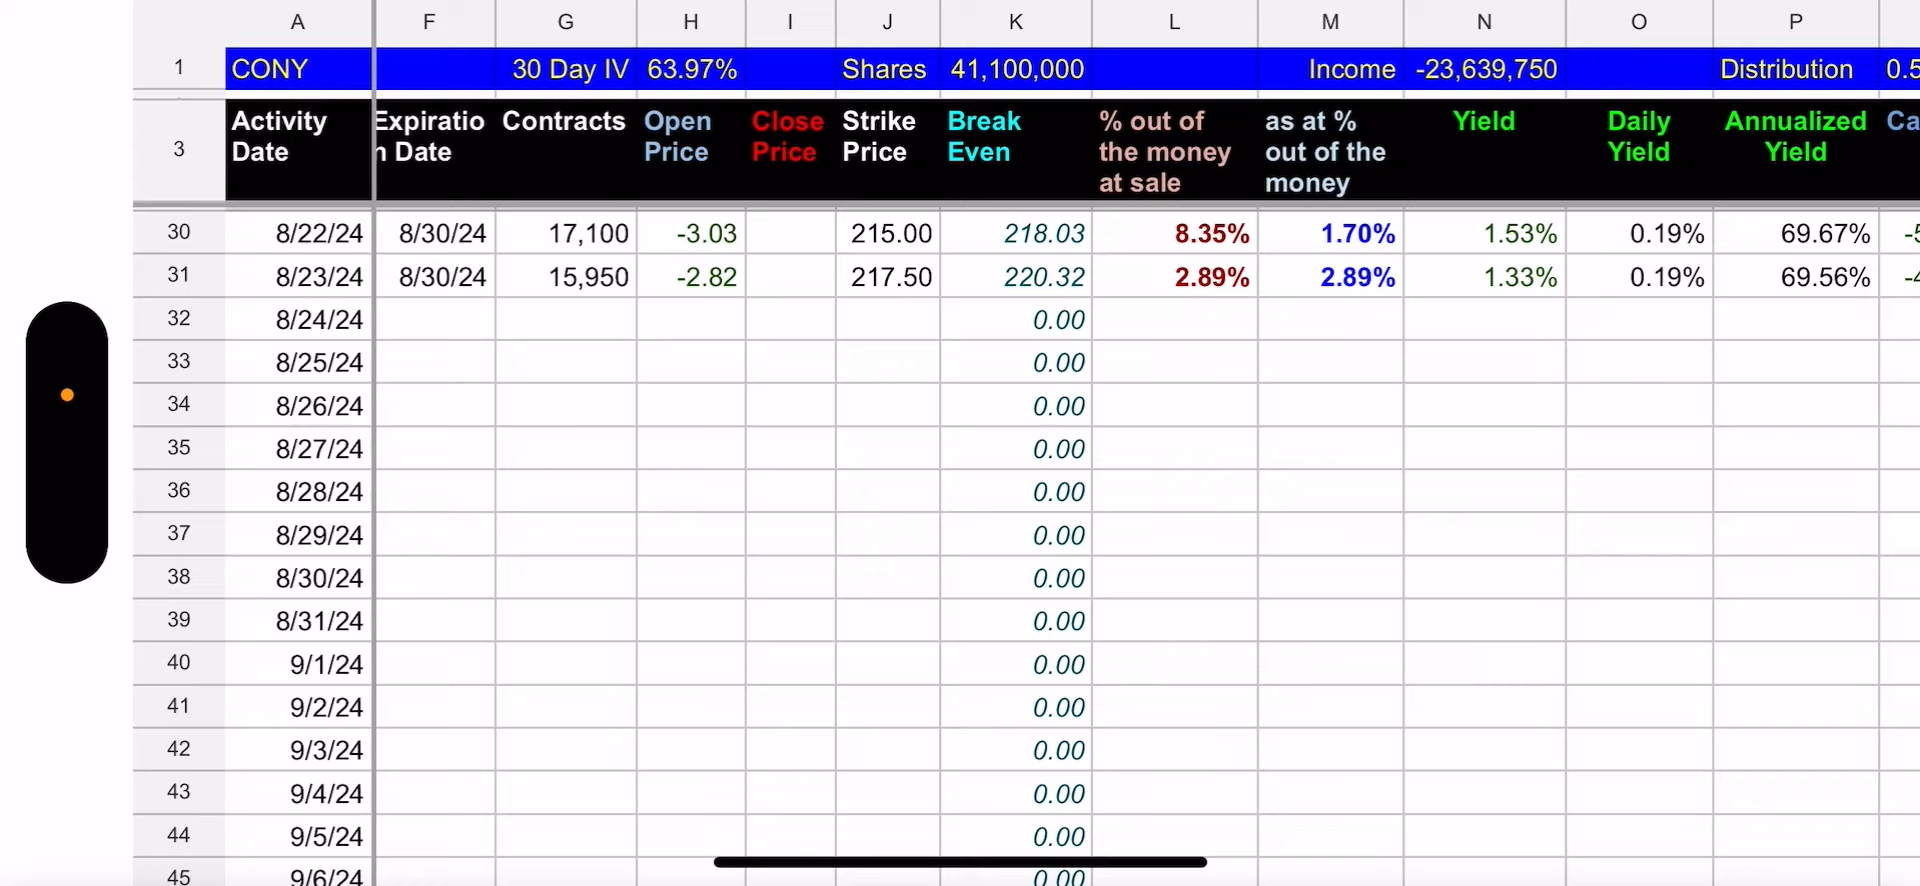 A F G H I J K L M N O P
1 CONY 30 Day IV 63.97% Shares 41,100,000 Income -23,639,750 Distribution 0.5
3 Activity Date Expiratio n Date Contracts Open Price Close Price Strike Price Break Even % out of the money at sale as at % out of the money Yield Daily Yield Annualized Yield Ca
30 8/22/24 8/30/24 17,100 -3.03 215.00 218.03 8.35% 1.70% 1.53% 0.19% 69.67%
31 8/23/24 8/30/24 15,950 -2.82 217.50 220.32 2.89% 2.89% 1.33% 0.19% 69.56% -4
32 8/24/24 0.00
33 8/25/24 0.00
34 8/26/24 0.00
35 8/27/24 0.00
36 8/28/24 0.00
37 8/29/24 0.00
38 8/30/24 0.00
39 8/31/24 0.00
40 9/1/24 0.00
41 9/2/24 0.00
42 9/3/24 0.00
43 9/4/24 0.00
44 9/5/24 0.00
45 9/6/24 0.00